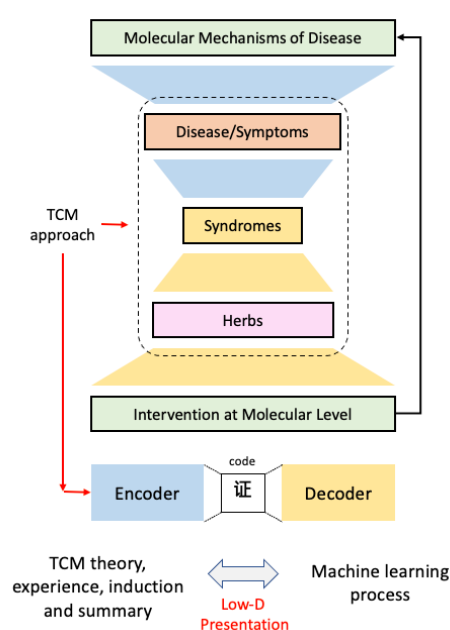 Molecular Mechanisms of Disease
Disease/Symptoms
TCM
approach
Syndromes
Herbs
Intervention at Molecular Level
code
Encoder
证
Decoder
TCM theory,
experience, induction
and summary
Low-D
Presentation
Machine learning
process